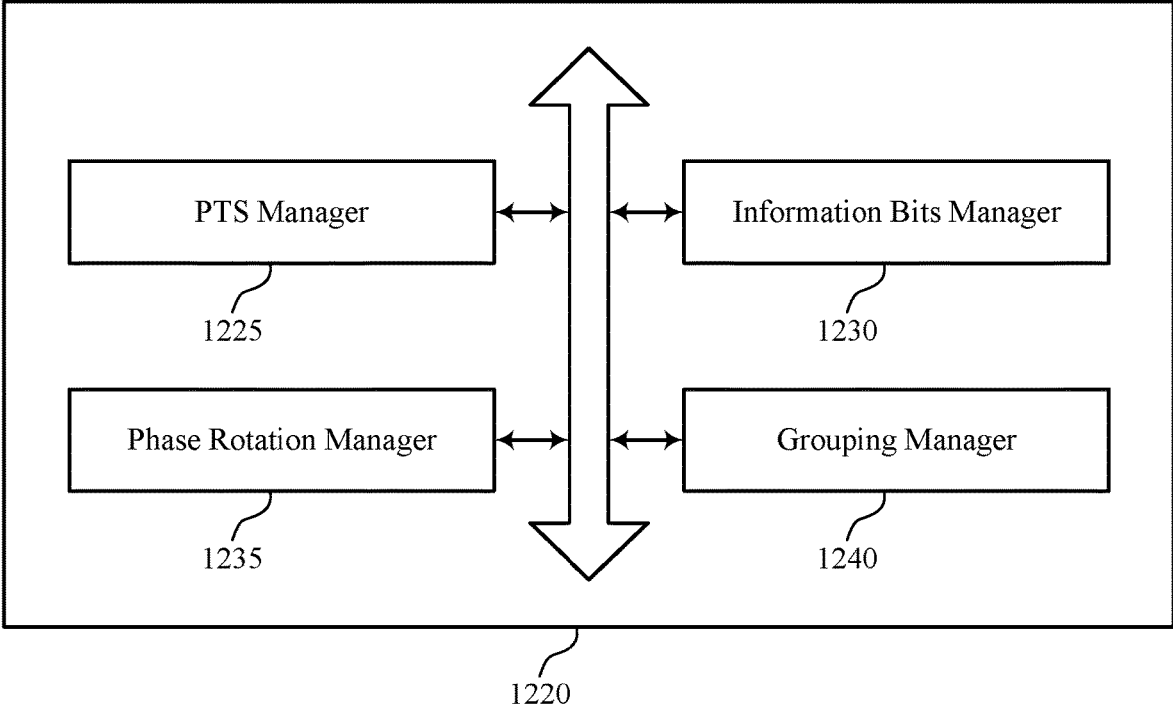 PTS Manager
Information Bits Manager
1225
1230
Phase Rotation Manager
Grouping Manager
1235
1240
1220